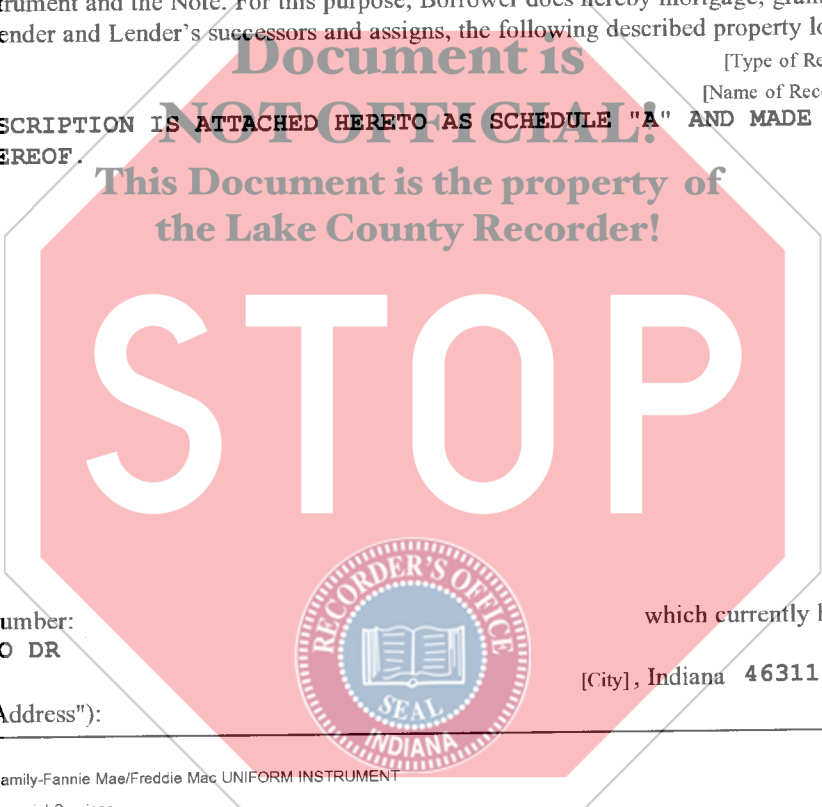 trument and the Note. For this purpose, Borrower does hereby mortgage, grant
ender and Lender's successors and assigns, the following described property lo
Document is
[Type of Re
[Name of Reco
NOT OFFICIAL!
SCRIPTION IS ATTACHED HERETO AS SCHEDULE "A" AND MADE
EREOF.
This Document is the property of
the Lake County Recorder!
STOP
RECORDER'S OFFICE
SEAL
INDIANA
umber:
which currently h
O DR
[City], Indiana 46311
Address"):
amily-Fannie Mae/Freddie Mac UNIFORM INSTRUMENT